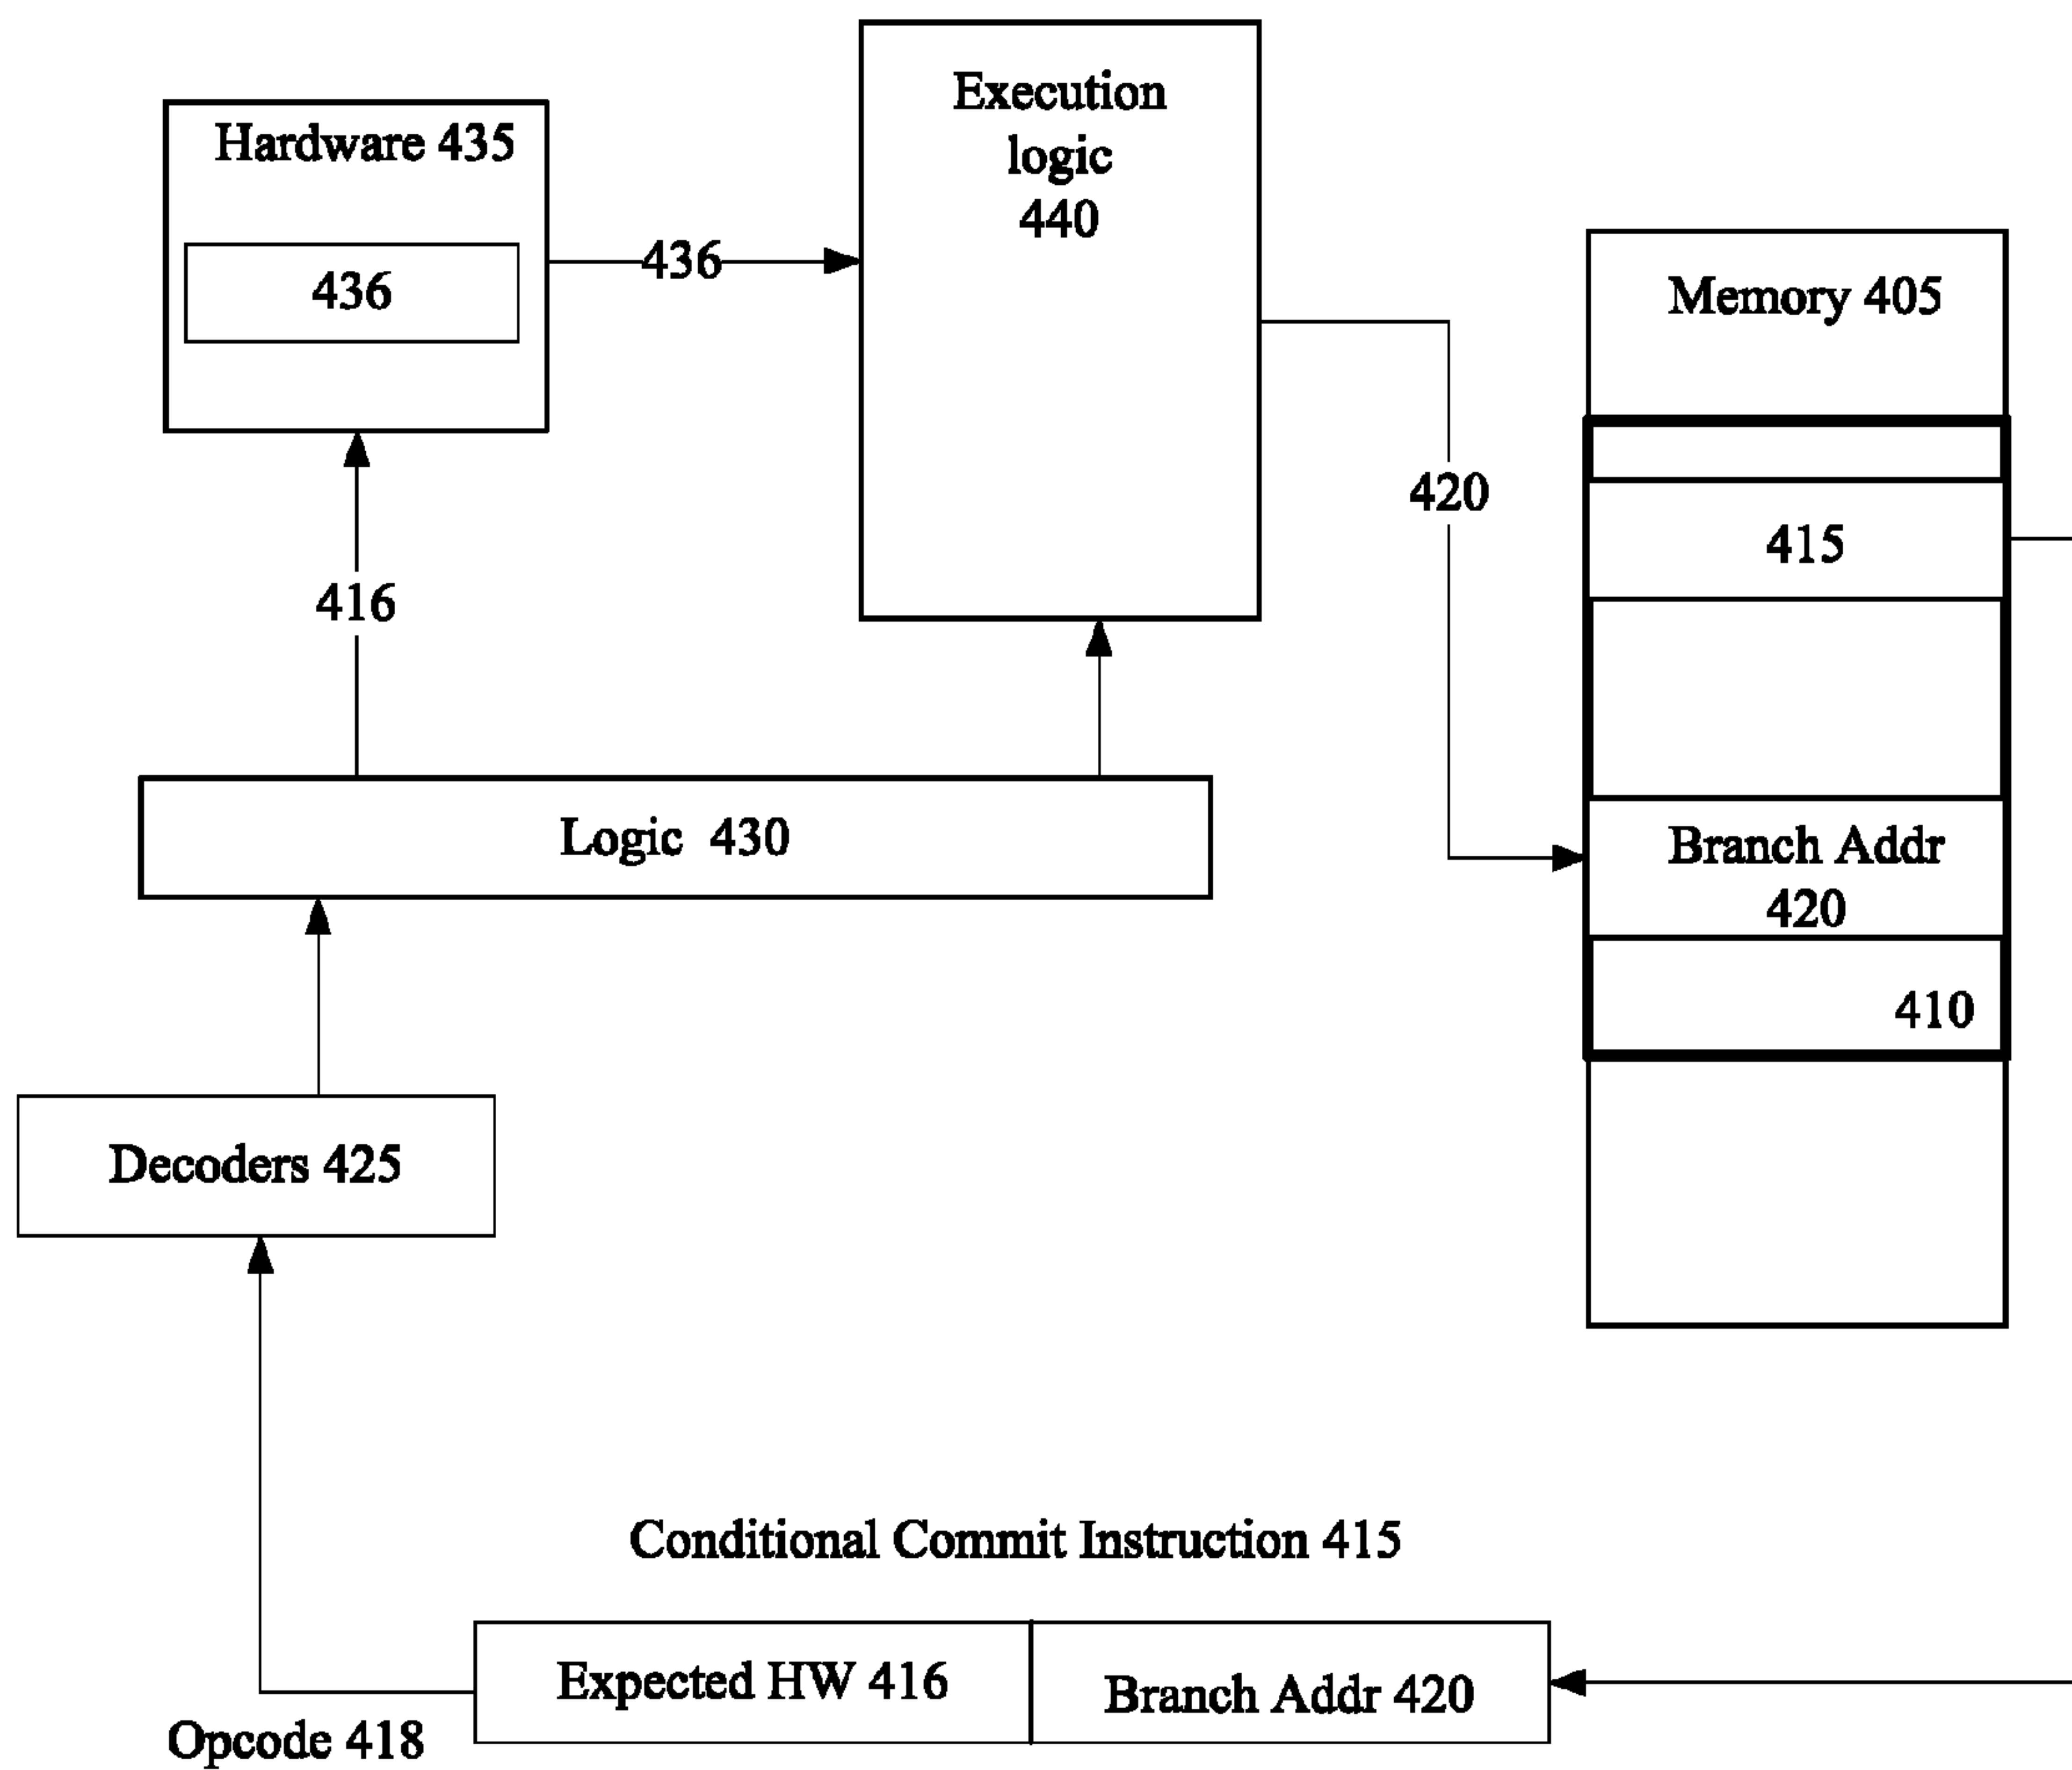 Execution
logic
440
Hardware 435
436
436
Memory 405
420
415
416
Logic 430
Branch Addr
420
410
Decoders 425
Conditional Commit Instruction 415
Expected HW 416
Branch Addr 420
Opcode 418